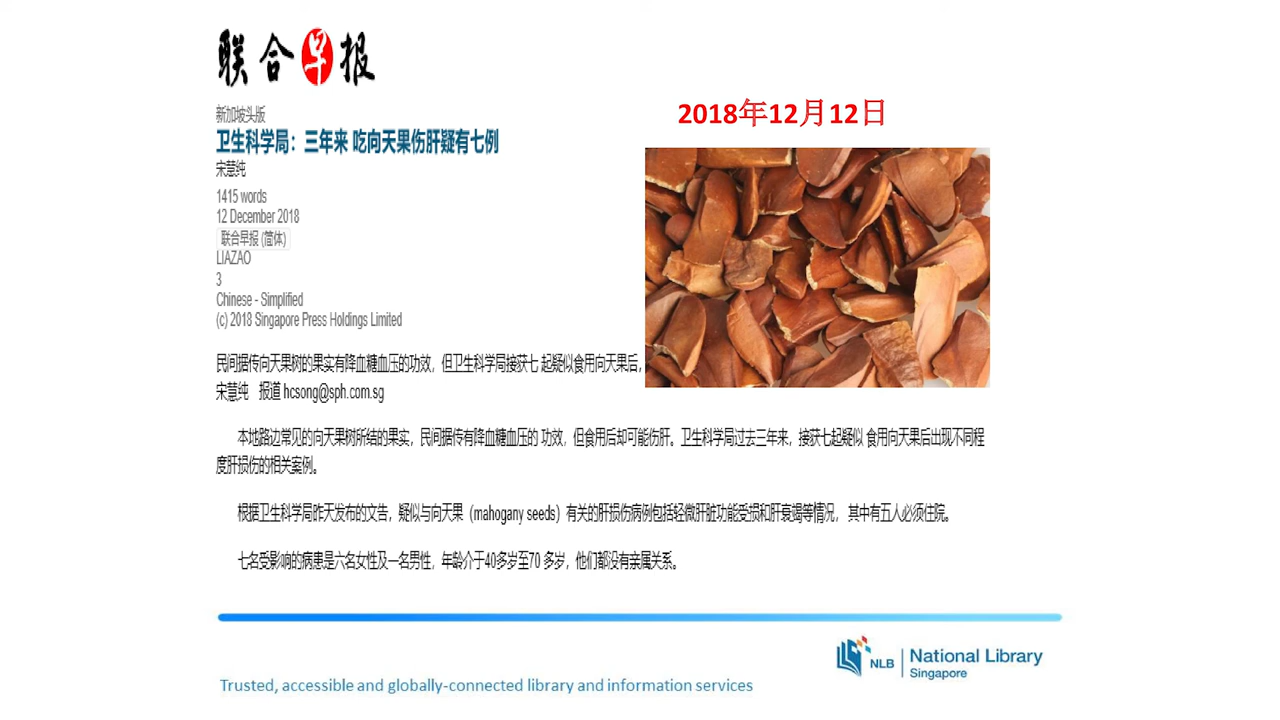 联合早报
新加坡头版
2018年12月12日
卫生科学局：三年来 吃向天果伤肝疑有七例
宋慧纯
1415 words
12 December 2018
联合早报 (简体)
LIAZAO
3
Chinese - Simplified
(c) 2018 Singapore Press Holdings Limited
民间据传向天果树的果实有降血糖血压的功效，但卫生科学局接获七 起疑似食用向天果后，
宋慧纯 报道 hcsong@sph.com.sg
本地路边常见的向天果树所结的果实，民间据传有降血糖血压的 功效，但食用后却可能伤肝。卫生科学局过去三年来，接获七起疑似 食用向天果后出现不同程
度肝损伤的相关案例。
根据卫生科学局昨天发布的文告，疑似与向天果（mahogany seeds）有关的肝损伤病例包括轻微肝脏功能受损和肝衰竭等情况， 其中有五人必须住院。
七名受影响的病患是六名女性及一名男性，年龄介于40多岁至70 多岁，他们都没有亲属关系。
NLB National Library
Singapore
Trusted, accessible and globally-connected library and information services